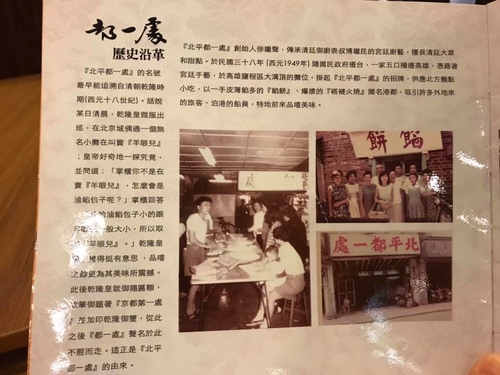 都一處
歷史沿革
『北平都一處』的名號
最早能追溯自清朝乾隆時
期(西元十八世紀)。話說
某日清晨,乾隆皇微服出
巡,在北京城偶遇一個無
名小攤在叫賣『羊眼兒』
;皇帝好奇地一探究竟,
並問道:「掌櫃你不是在
賣『羊眼兒』,怎麼會是
滷餡包子呢?」掌櫃回答
的滷餡包子小的跟
般大小,所以取
『羊眼兒』。」乾隆皇
覺得挺有意思,品嚐
之餘更為其美味所震撼。
此後乾隆皇就御賜匾額,
欽筆御題著『京都第一處
』並加印乾隆御璽,從此
之後『都一處』聲名於此
不脛而走。這正是『北平
都一處』的由來。
『北平都一處』創始人徐繼聲,傳承清廷御廚表叔博繼民的宮廷廚藝,擅長清廷大菜
和甜點。於民國三十八年 (西元1949年) 隨國民政府遷台,一家五口播遷高雄,憑藉著
宮廷手藝,於高雄鹽埕區大溝頂的攤位,掛起『北平都一處』的招牌,供應北方麵點
小吃,以一手皮薄餡多的『餡餅』、爆漿的『褡褳火燒』聞名港都,吸引許多外地來
的旅客、泊港的船員,特地前來品嚐美味。
餅餡
處一都平北